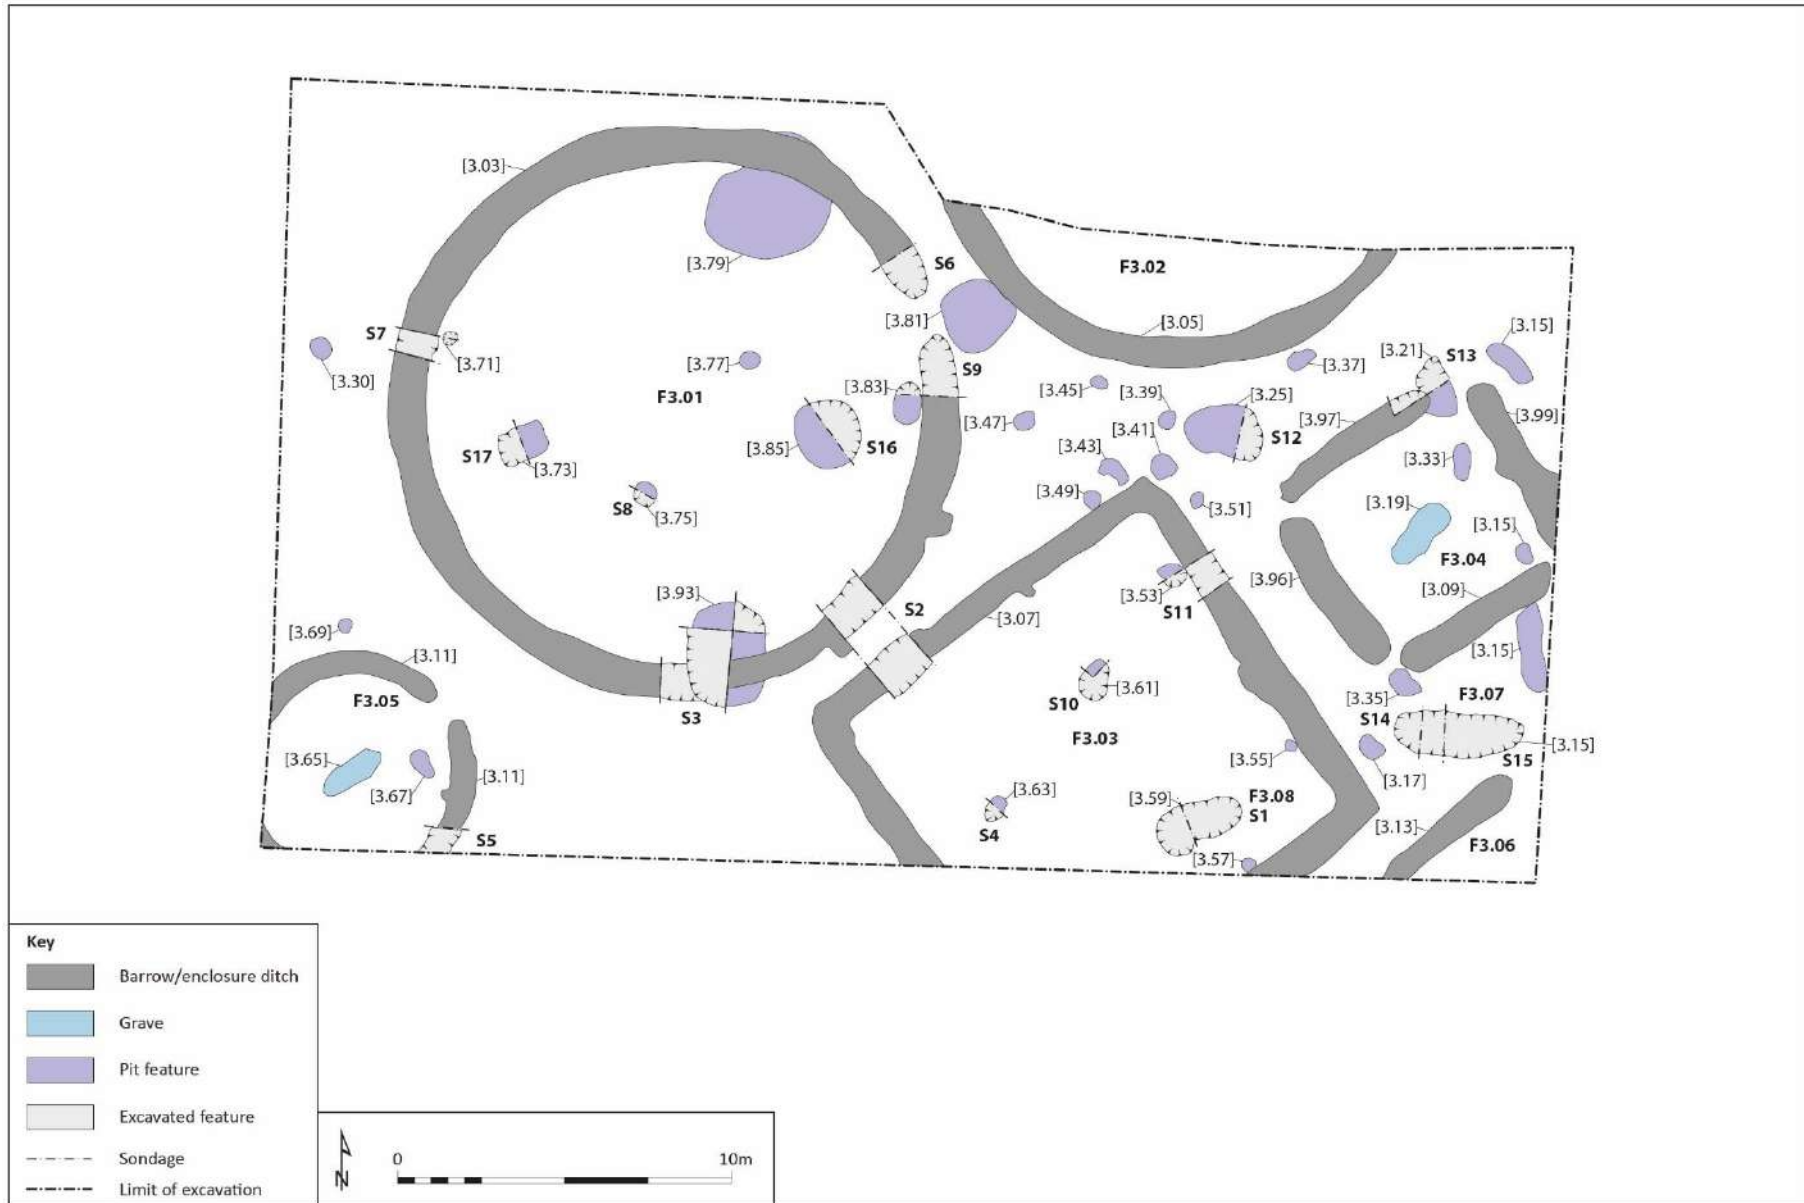 [3.03]
[3.79]
S6
F3.02
[3.81]
[3.05]
[3.15]
S7
[3.71]
[3.30]
[3.77]
F3.01
[3.83]
S9
[3.37]
[3.21]
S13
[3.45]
[3.39]
[3.25]
[3.97]
[3.99]
[3.47]
[3.41]
S12
S17
[3.73]
[3.85]
S16
[3.43]
[3.33]
S8
[3.75]
[3.49]
[3.51]
[3.19]
[3.15]
F3.04
[3.93]
S2
[3.53]
S11
[3.96]
[3.09]
[3.07]
[3.69]
[3.11]
F3.05
S3
[3.61]
S10
F3.03
[3.15]
[3.35]
F3.07
S14
[3.15]
S15
[3.65]
[3.67]
[3.11]
[3.55]
[3.17]
[3.63]
S4
[3.59]
F3.08
S1
[3.13]
F3.06
S5
[3.57]
Key
Barrow/enclosure ditch
Grave
Pit feature
Excavated feature
Sondage
Limit of excavation
N
0 10m